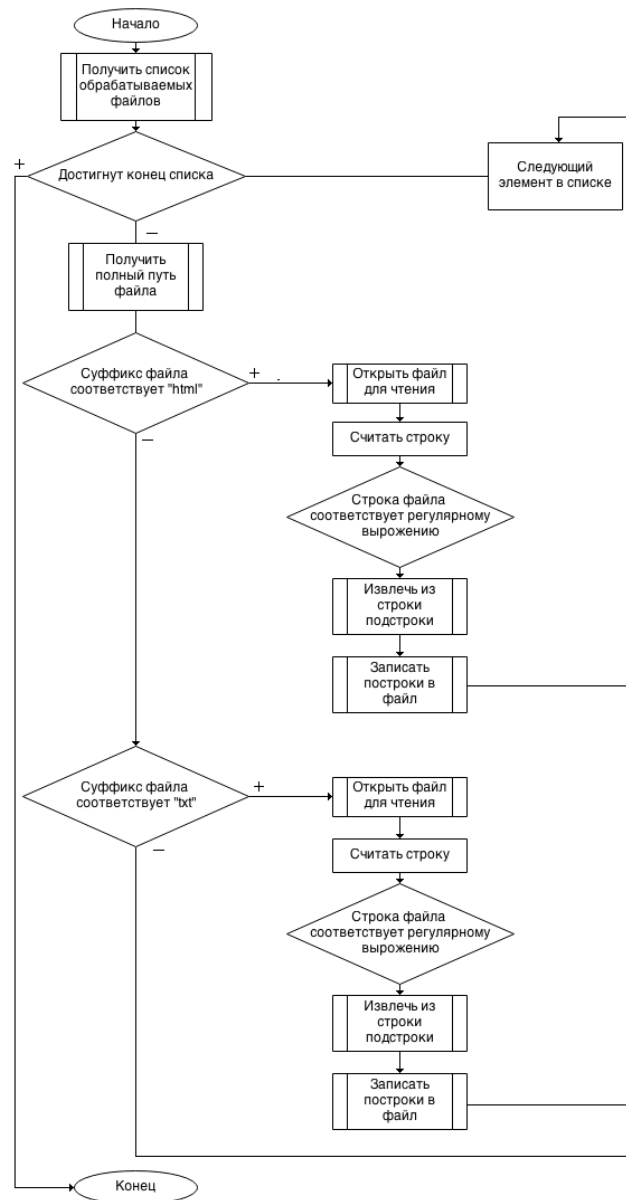 Начало
Получить список
обрабатываемых
файлов
+
Достигнут конец списка
Следующий
элемент в списке
—
Получить
полный путь
файла
Суффикс файла
соответствует "html"
+
—
Открыть файл
для чтения
Считать строку
Строка файла
соответствует регулярному
вырожению
Извлечь из
строки
подстроки
Записать
построки в
файл
Суффикс файла
соответствует "txt"
+
—
Открыть файл
для чтения
Считать строку
Строка файла
соответствует регулярному
вырожению
Извлечь из
строки
подстроки
Записать
построки в
файл
Конец